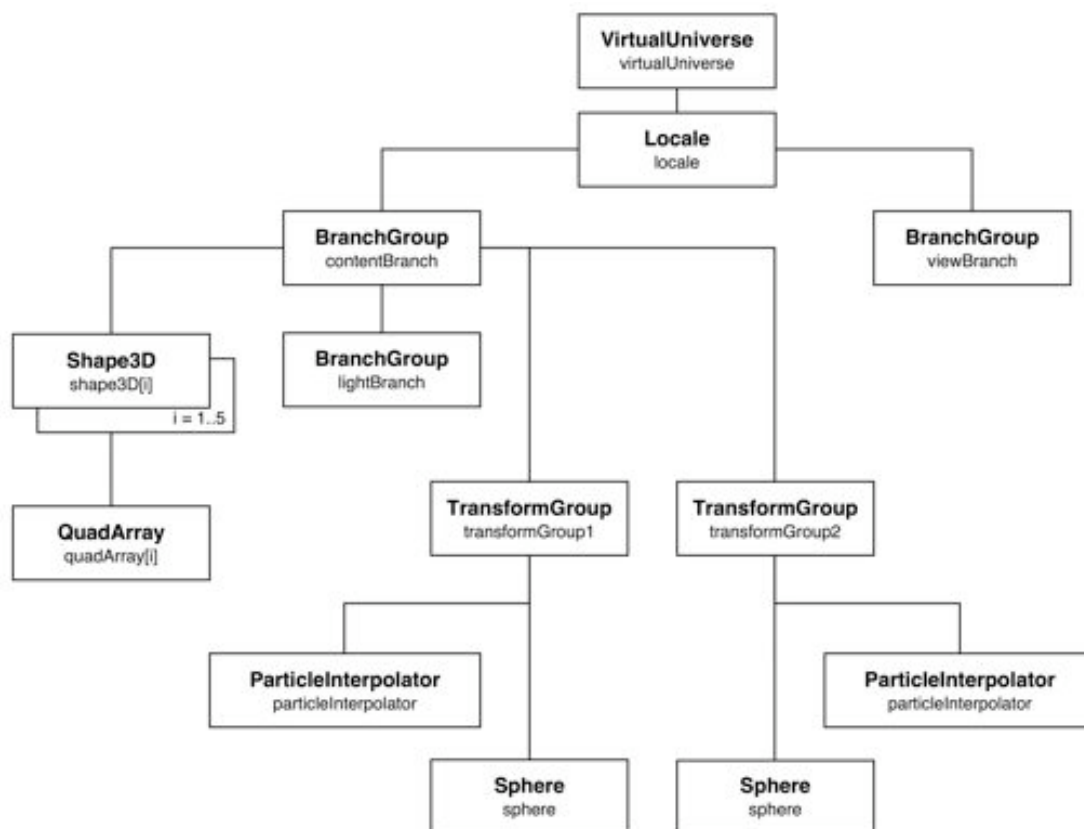 VirtualUniverse
virtualUniverse
Locale
locale
BranchGroup
contentBranch
BranchGroup
viewBranch
Shape3D
shape3D[i]
i = 1..5
BranchGroup
lightBranch
QuadArray
quadArray[i]
TransformGroup
transformGroup1
TransformGroup
transformGroup2
ParticleInterpolator
particleInterpolator
ParticleInterpolator
particleInterpolator
Sphere
sphere
Sphere
sphere